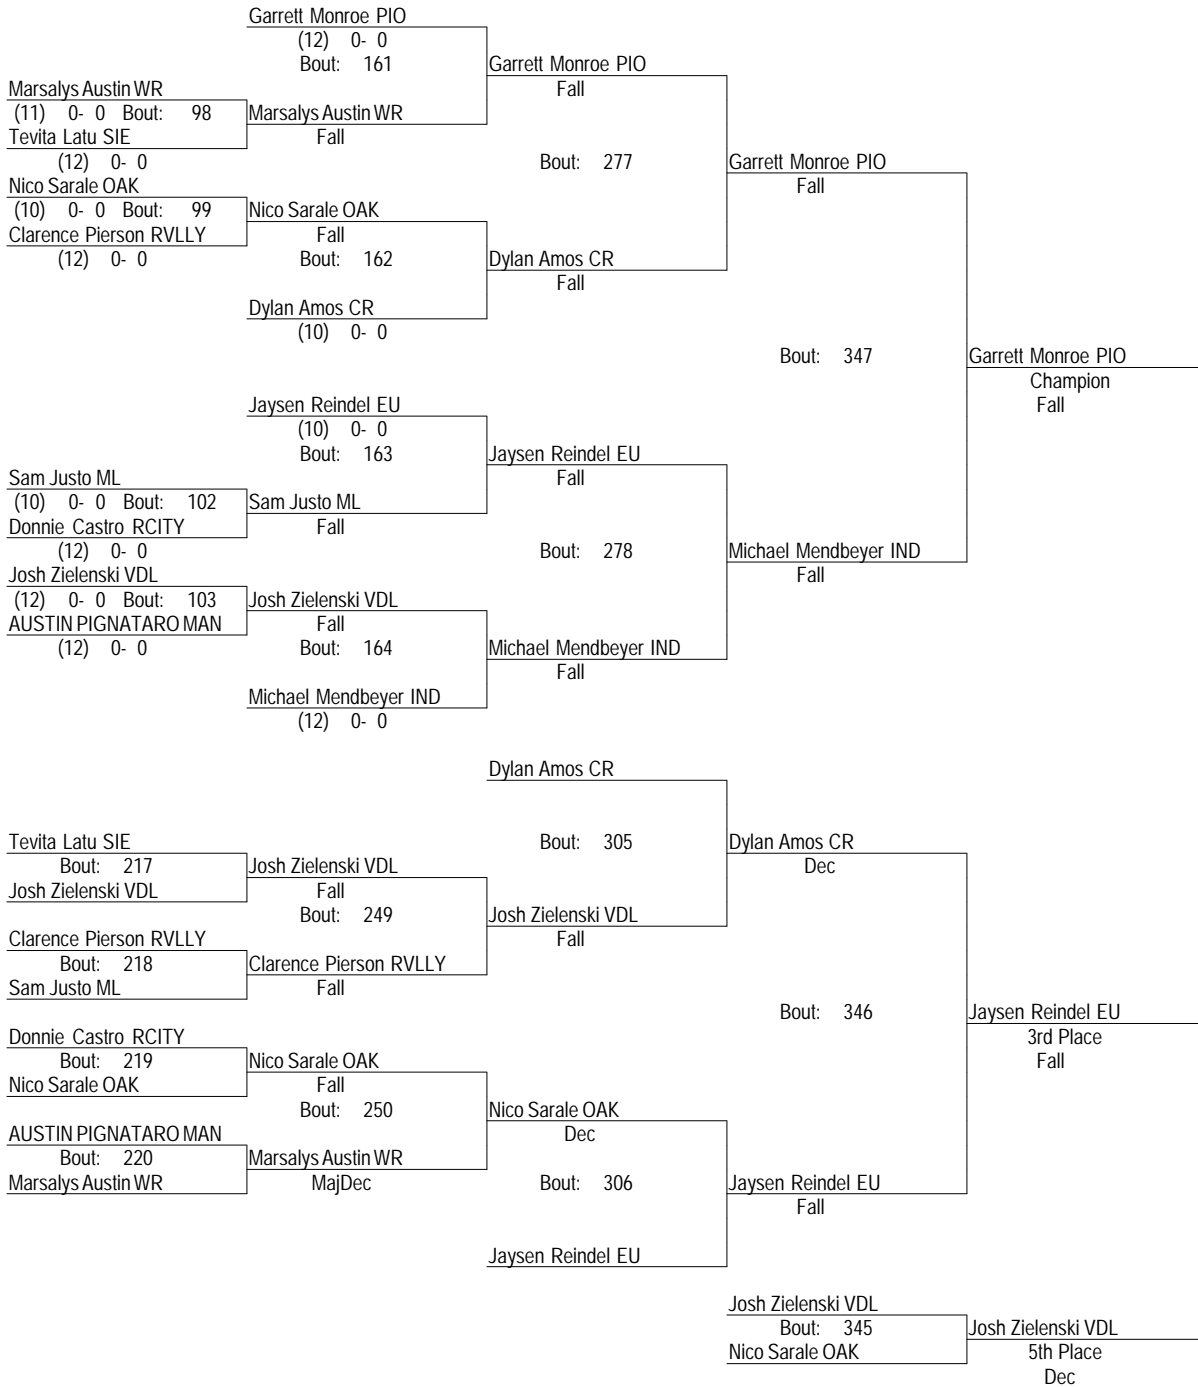 Garrett Monroe PIO
(12) 0- 0
Bout: 161
Garrett Monroe PIO
Fall
Marsalys Austin WR
(11) 0- 0 Bout: 98
Marsalys Austin WR
Tevita Latu SIE
Fall
(12) 0- 0
Bout: 277
Garrett Monroe PIO
Fall
Nico Sarale OAK
(10) 0- 0 Bout: 99
Nico Sarale OAK
Clarence Pierson RVLLY
Fall
(12) 0- 0
Bout: 162
Dylan Amos CR
Fall
Dylan Amos CR
(10) 0- 0
Bout: 347
Garrett Monroe PIO
Champion
Fall
Jaysen Reindel EU
(10) 0- 0
Bout: 163
Jaysen Reindel EU
Fall
Sam Justo ML
(10) 0- 0 Bout: 102
Sam Justo ML
Donnie Castro RCITY
Fall
(12) 0- 0
Bout: 278
Michael Mendbeyer IND
Fall
Josh Zielenski VDL
(12) 0- 0 Bout: 103
Josh Zielenski VDL
AUSTIN PIGNATARO MAN
Fall
(12) 0- 0
Bout: 164
Michael Mendbeyer IND
Fall
Michael Mendbeyer IND
(12) 0- 0
Dylan Amos CR
Tevita Latu SIE
Bout: 305
Dylan Amos CR
Dec
Bout: 217
Josh Zielenski VDL
Josh Zielenski VDL
Fall
Bout: 249
Josh Zielenski VDL
Fall
Clarence Pierson RVLLY
Bout: 218
Clarence Pierson RVLLY
Sam Justo ML
Fall
Bout: 346
Jaysen Reindel EU
3rd Place
Fall
Donnie Castro RCITY
Bout: 219
Nico Sarale OAK
Nico Sarale OAK
Fall
Bout: 250
Nico Sarale OAK
Dec
AUSTIN PIGNATARO MAN
Bout: 220
Marsalys Austin WR
Marsalys Austin WR
MajDec
Bout: 306
Jaysen Reindel EU
Fall
Jaysen Reindel EU
Josh Zielenski VDL
Bout: 345
Josh Zielenski VDL
Nico Sarale OAK
5th Place
Dec